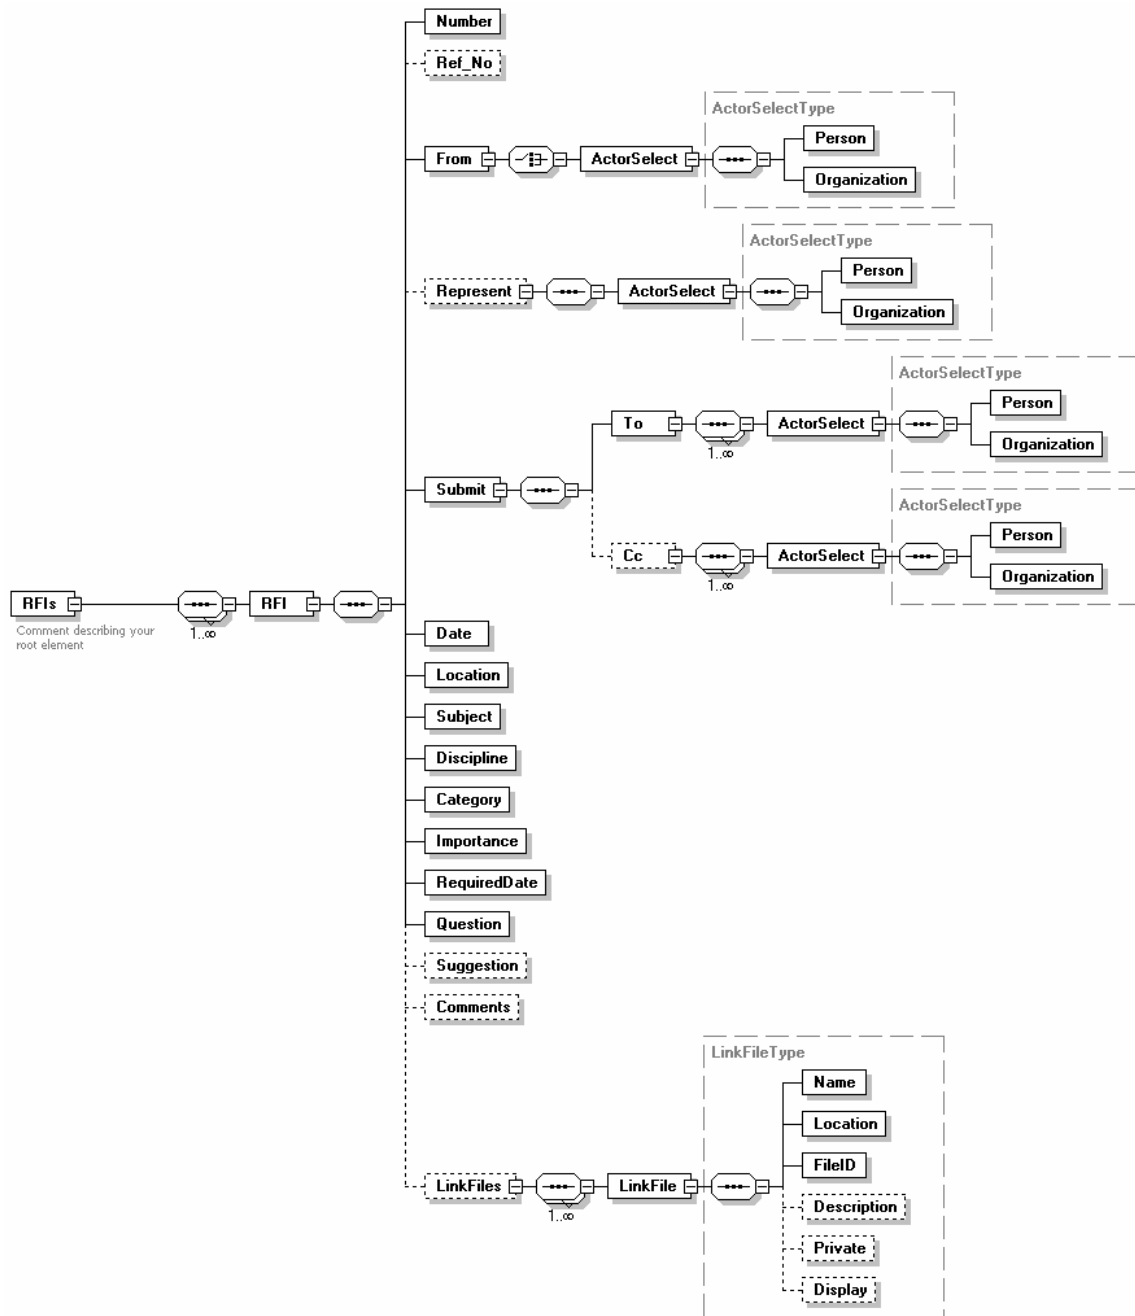 Number
Ref_No
ActorSelectType
From
ActorSelect
Person
Organization
ActorSelectType
Represent
ActorSelect
Person
Organization
ActorSelectType
To
1..∞
ActorSelect
Person
Organization
Submit
ActorSelectType
Cc
1..∞
ActorSelect
Person
Organization
RFIs
Comment describing your
root element
1..∞
RFI
Date
Location
Subject
Discipline
Category
Importance
RequiredDate
Question
Suggestion
Comments
LinkFileType
LinkFiles
1..∞
LinkFile
Name
Location
FileID
Description
Private
Display